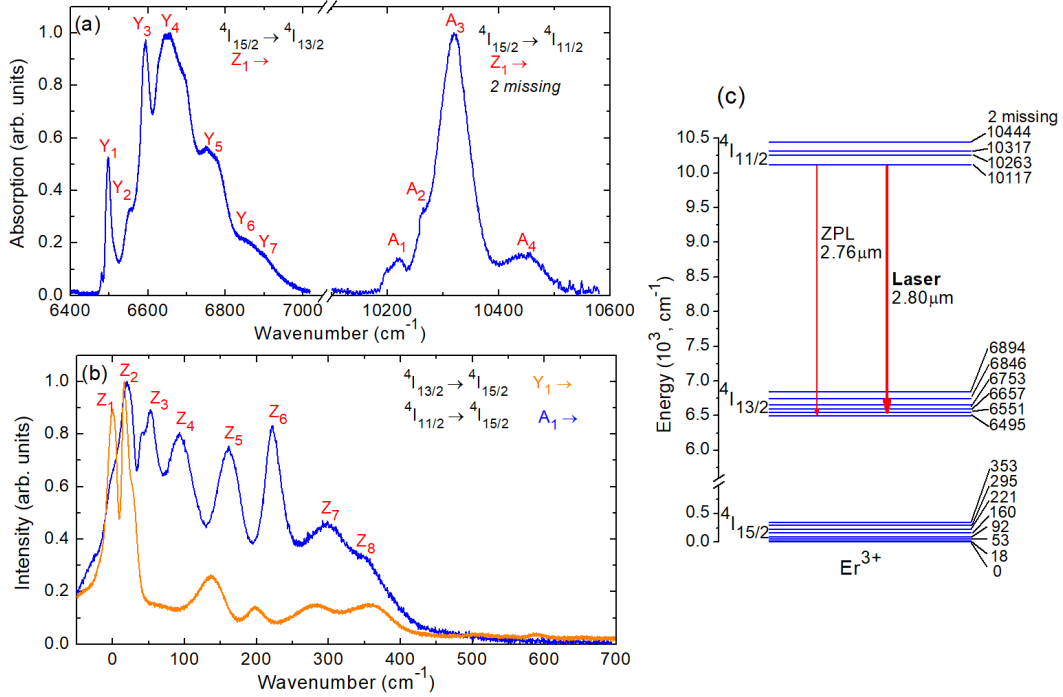 (a)
Y₁
Y₂
Y₃
Y₄
Y₅
Y₆
Y₇
⁴I₁₅/₂ → ⁴I₁₃/₂
Z₁ →
A₁
A₂
A₃
A₄
⁴I₁₅/₂ → ⁴I₁₁/₂
Z₁ →
2 missing
Absorption (arb. units)
1.0
0.8
0.6
0.4
0.2
0.0
6400 6600 6800 7000 10200 10400 10600
Wavenumber (cm⁻¹)
(b)
Z₁
Z₂
Z₃
Z₄
Z₅
Z₆
Z₇
Z₈
⁴I₁₃/₂ → ⁴I₁₅/₂ Y₁ →
⁴I₁₁/₂ → ⁴I₁₅/₂ A₁ →
Intensity (arb. units)
1.0
0.8
0.6
0.4
0.2
0.0
0 100 200 300 400 500 600 700
Wavenumber (cm⁻¹)
(c)
Energy (10³, cm⁻¹)
10.5
10.0
9.5
9.0
8.5
8.0
7.5
7.0
6.5
6.0
0.5
0.0
⁴I₁₁/₂
2 missing
10444
10317
10263
10117
ZPL
2.76μm
Laser
2.80μm
⁴I₁₃/₂
6894
6846
6753
6657
6551
6495
⁴I₁₅/₂
353
295
221
160
92
53
18
0
Er³⁺